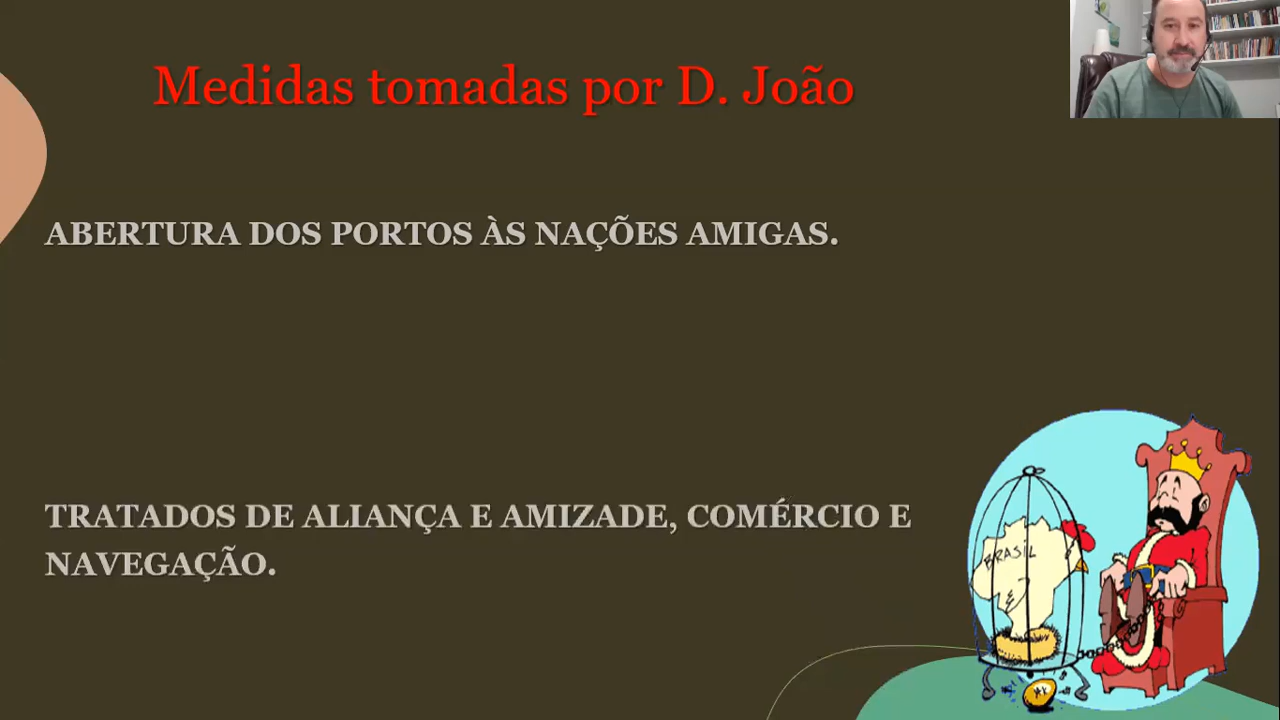 Medidas tomadas por D. João
ABERTURA DOS PORTOS ÀS NAÇÕES AMIGAS.
TRATADOS DE ALIANÇA E AMIZADE, COMÉRCIO E
NAVEGAÇÃO.
BRASIL